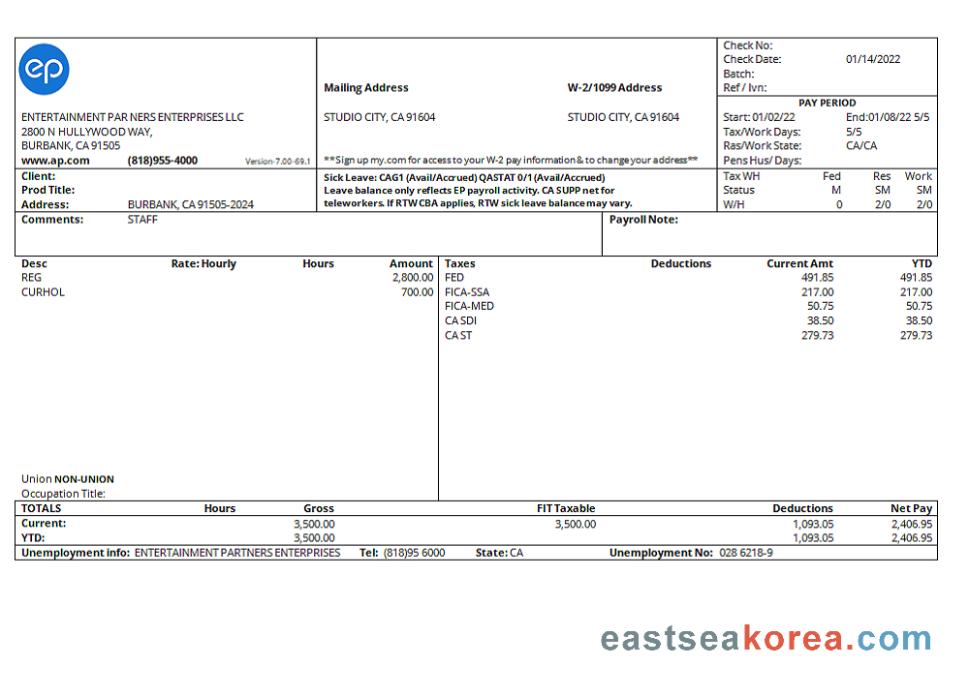 ep
ENTERTAINMENT PAR NERS ENTERPRISES LLC
2800 N HULLYWOOD WAY,
BURBANK, CA 91505
www.ap.com (818)955-4000 Version-7.00-69.1
Mailing Address W-2/1099 Address
STUDIO CITY, CA 91604 STUDIO CITY, CA 91604
**Sign up my.com for access to your W-2 pay information & to change your address**
Check No:
Check Date: 01/14/2022
Batch:
Ref / Ivn:
PAY PERIOD
Start: 01/02/22 End:01/08/22 5/5
Tax/Work Days: 5/5
Ras/Work State: CA/CA
Pens Hus/ Days:
Client:
Prod Title:
Address: BURBANK, CA 91505-2024
Sick Leave: CAG1 (Avail/Accrued) QASTAT 0/1 (Avail/Accrued)
Leave balance only reflects EP payroll activity. CA SUPP net for
teleworkers. If RTW CBA applies, RTW sick leave balance may vary.
Tax WH Fed Res Work
Status M SM SM
W/H 0 2/0 2/0
Comments: STAFF
Payroll Note:
Desc Rate: Hourly Hours Amount
REG 2,800.00
CURHOL 700.00
Taxes Deductions Current Amt YTD
FED 491.85 491.85
FICA-SSA 217.00 217.00
FICA-MED 50.75 50.75
CA SDI 38.50 38.50
CA ST 279.73 279.73
Union NON-UNION
Occupation Title:
TOTALS Hours Gross FIT Taxable Deductions Net Pay
Current: 3,500.00 3,500.00 1,093.05 2,406.95
YTD: 3,500.00 1,093.05 2,406.95
Unemployment info: ENTERTAINMENT PARTNERS ENTERPRISES Tel: (818)95 6000 State: CA Unemployment No: 028 6218-9
eastseakorea.com